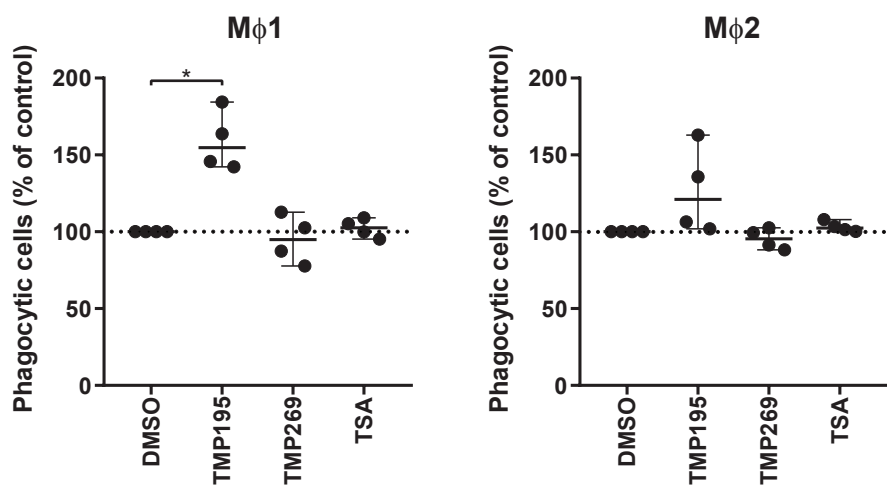 Mϕ1
Phagocytic cells (% of control)
200
150
100
50
0
*
DMSO
TMP195
TMP269
TSA
Mϕ2
Phagocytic cells (% of control)
200
150
100
50
0
DMSO
TMP195
TMP269
TSA